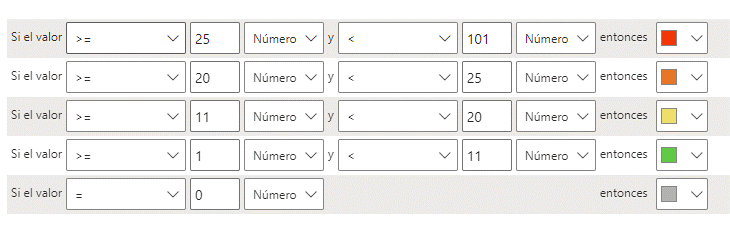 Si el valor >= 25 Número y < 101 Número entonces
Si el valor >= 20 Número y < 25 Número entonces
Si el valor >= 11 Número y < 20 Número entonces
Si el valor >= 1 Número y < 11 Número entonces
Si el valor = 0 Número entonces